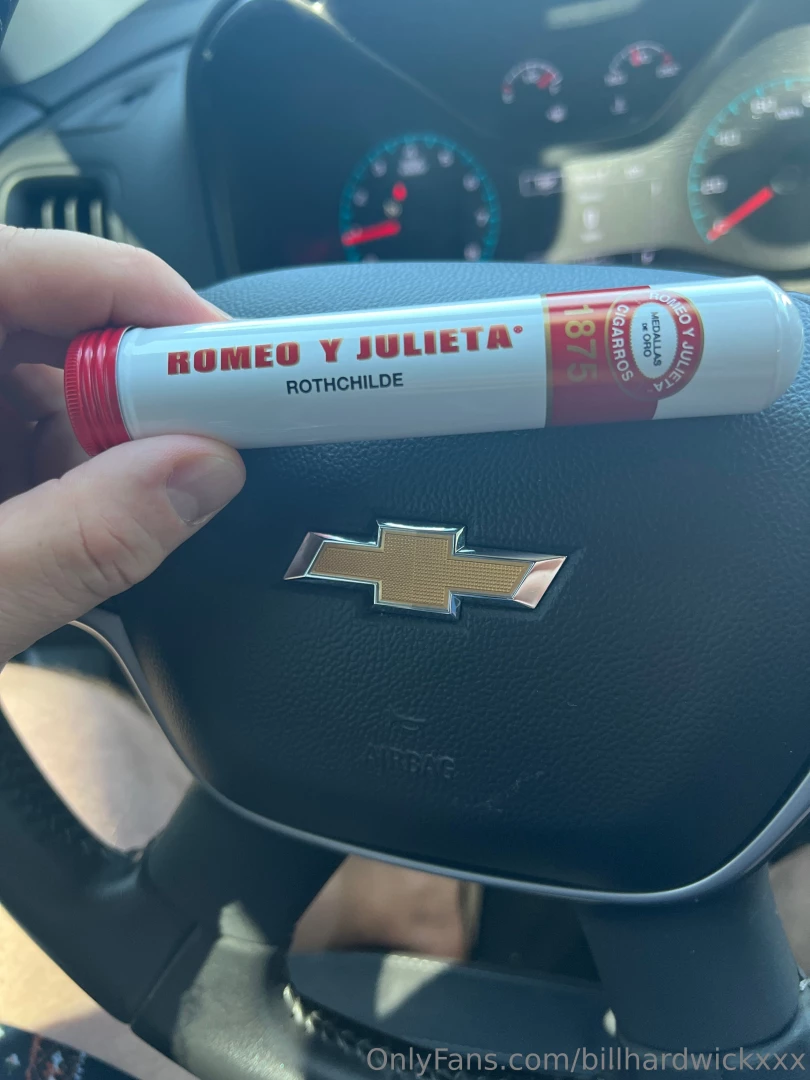 ROMEO Y JULIETA
ROTHCHILDE
1875
ROMEO Y JULIETA
MEDALLAS
DE ORO
CIGARROS
AIRBAG
OnlyFans.com/billhardwickxxx